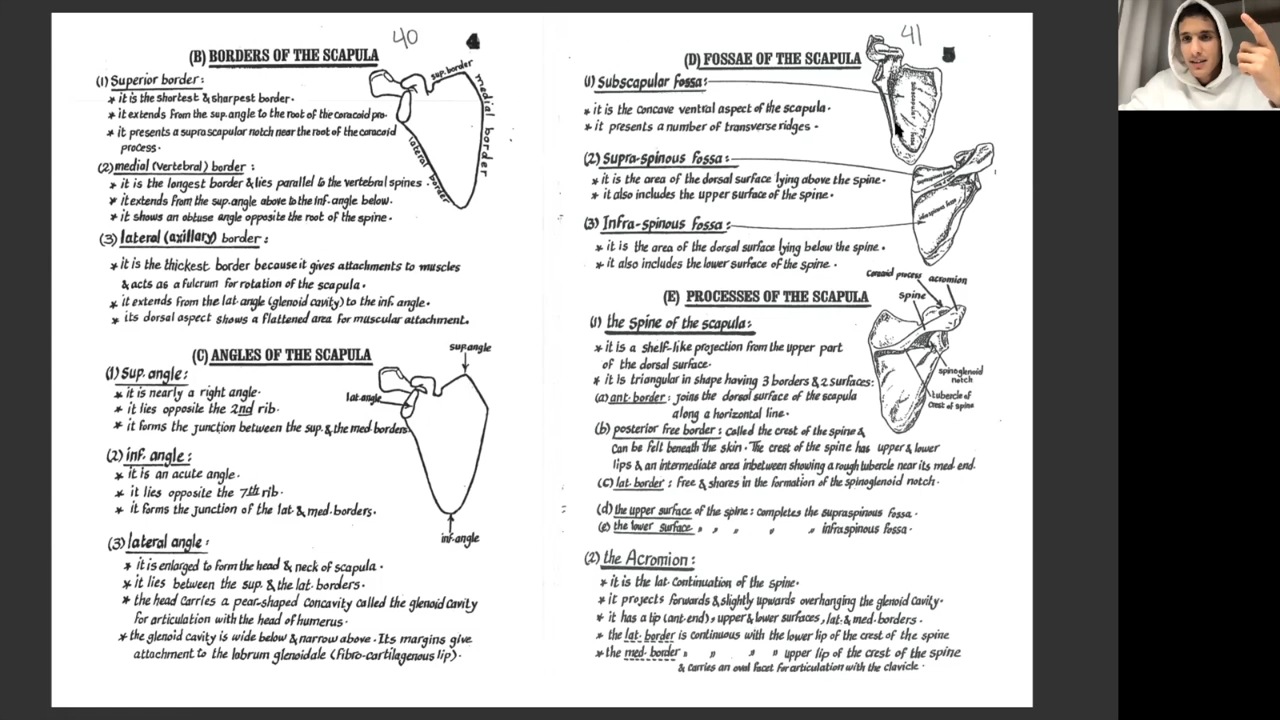 40
(B) BORDERS OF THE SCAPULA
(1) Superior border:
* it is the shortest & sharpest border.
* it extends from the sup. angle to the root of the coracoid pro.
* it presents a suprascapular notch near the root of the coracoid
process.
sup. border
medial border
lateral border
(2) medial (vertebral) border :
* it is the longest border & lies parallel to the vertebral spines.
* it extends from the sup. angle above to the inf. angle below.
* it shows an obtuse angle opposite the root of the spine.
(3) lateral (axillary) border :
* it is the thickest border because it gives attachments to muscles
& acts as a fulcrum for rotation of the scapula.
* it extends from the lat. angle (glenoid cavity) to the inf. angle.
* its dorsal aspect shows a flattened area for muscular attachment.
(C) ANGLES OF THE SCAPULA
(1) Sup. angle:
* it is nearly a right angle.
* it lies opposite the 2nd rib.
* it forms the junction between the sup. & the med. borders.
sup. angle
lat. angle
inf. angle
(2) inf. angle :
* it is an acute angle.
* it lies opposite the 7th rib.
* it forms the junction of the lat. & med. borders.
(3) lateral angle :
* it is enlarged to form the head & neck of scapula.
* it lies between the sup. & the lat. borders.
* the head carries a pear-shaped concavity called the glenoid cavity
for articulation with the head of humerus.
* the glenoid cavity is wide below & narrow above. Its margins give
attachment to the labrum glenoidale (fibro-cartilagenous lip).
41
(D) FOSSAE OF THE SCAPULA
(1) Subscapular fossa:
* it is the concave ventral aspect of the scapula.
* it presents a number of transverse ridges.
(2) Supra-spinous fossa:
* it is the area of the dorsal surface lying above the spine.
* it also includes the upper surface of the spine.
(3) Infra-spinous fossa:
* it is the area of the dorsal surface lying below the spine.
* it also includes the lower surface of the spine.
(E) PROCESSES OF THE SCAPULA
Coracoid process
acromion
spine
spinoglenoid
notch
tubercle of
crest of spine
(1) the Spine of the scapula:
* it is a shelf-like projection from the upper part
of the dorsal surface.
* it is triangular in shape having 3 borders & 2 surfaces:
(a) ant. border : joins the dorsal surface of the scapula
along a horizontal line.
(b) posterior free border : called the crest of the spine &
can be felt beneath the skin. The crest of the spine has upper & lower
lips & an intermediate area inbetween showing a rough tubercle near its med. end.
(c) lat. border : free & shares in the formation of the spinoglenoid notch.
(d) the upper surface of the spine : completes the supraspinous fossa.
(e) the lower surface " " " " infraspinous fossa.
(2) the Acromion :
* it is the lat. continuation of the spine.
* it projects forwards & slightly upwards overhanging the glenoid cavity.
* it has a tip (ant. end), upper & lower surfaces, lat. & med. borders.
* the lat. border is continuous with the lower lip of the crest of the spine
* the med. border " " " upper lip of the crest of the spine
& carries an oval facet for articulation with the clavicle.